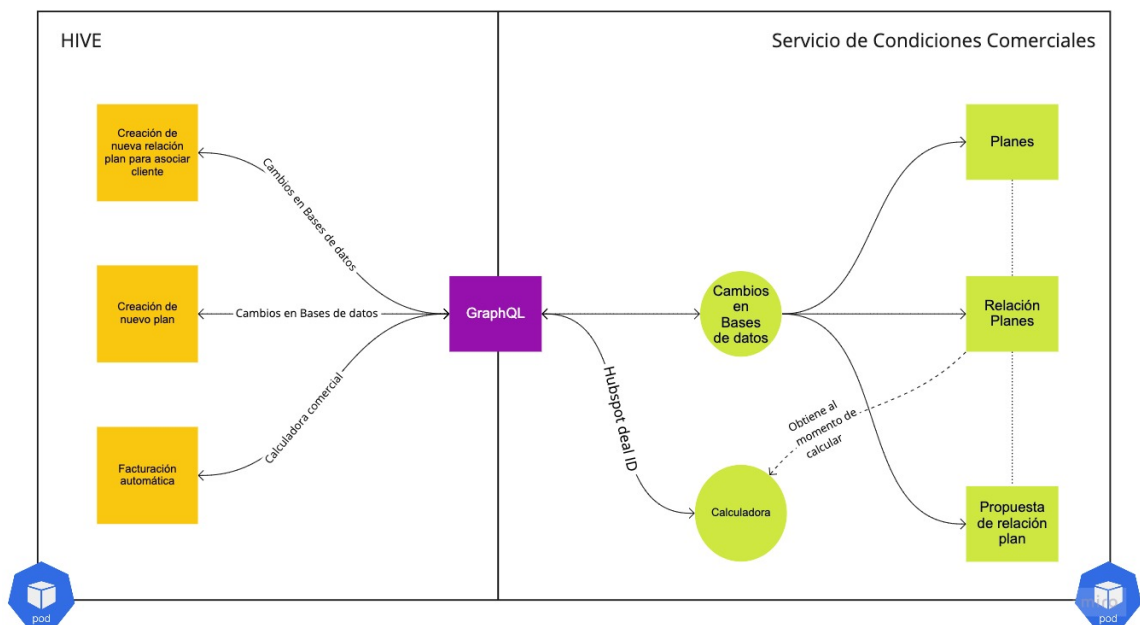 HIVE
Servicio de Condiciones Comerciales
Creación de
nueva relación
plan para asociar
cliente
Cambios en Bases de datos
Planes
Creación de
nuevo plan
Cambios en Bases de datos
GraphQL
Cambios
en
Bases
de datos
Relación
Planes
Calculadora comercial
Hubspot deal ID
Obtiene al
momento de
calcular
Facturación
automática
Calculadora
Propuesta
de relación
plan
pod
miro
pod